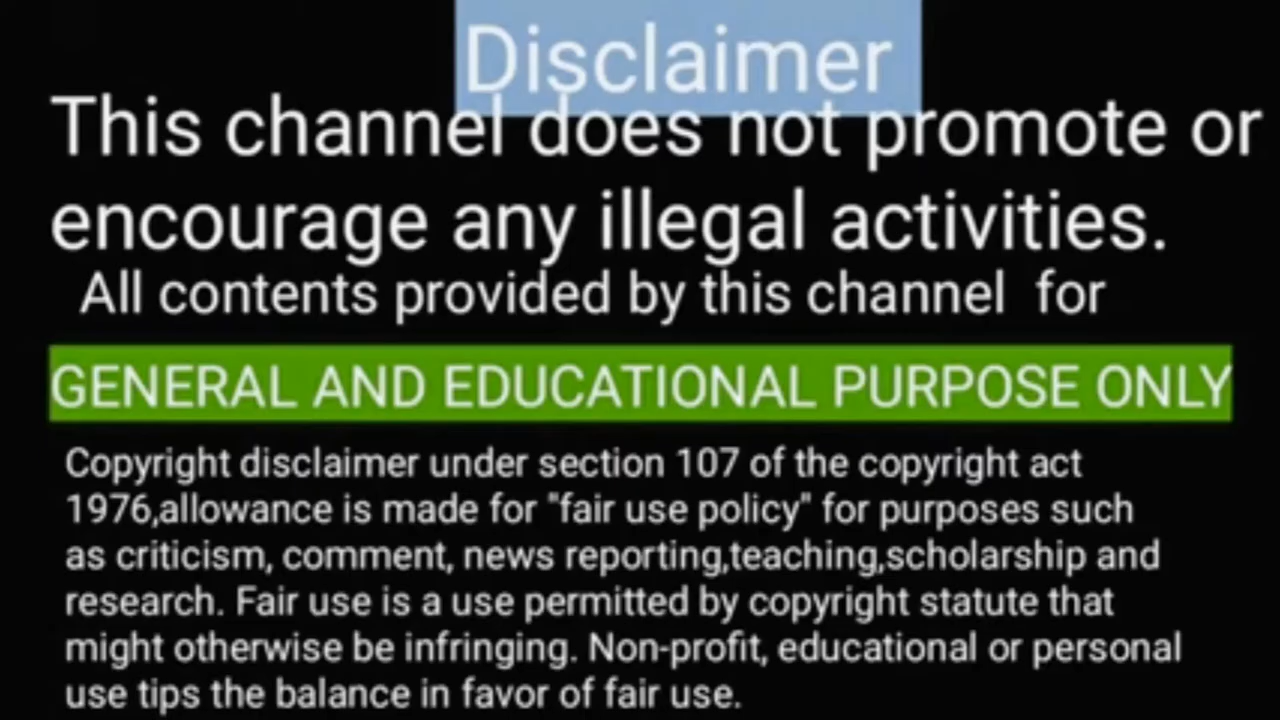 Disclaimer
This channel does not promote or
encourage any illegal activities.
All contents provided by this channel for
GENERAL AND EDUCATIONAL PURPOSE ONLY
Copyright disclaimer under section 107 of the copyright act
1976,allowance is made for "fair use policy" for purposes such
as criticism, comment, news reporting,teaching,scholarship and
research. Fair use is a use permitted by copyright statute that
might otherwise be infringing. Non-profit, educational or personal
use tips the balance in favor of fair use.